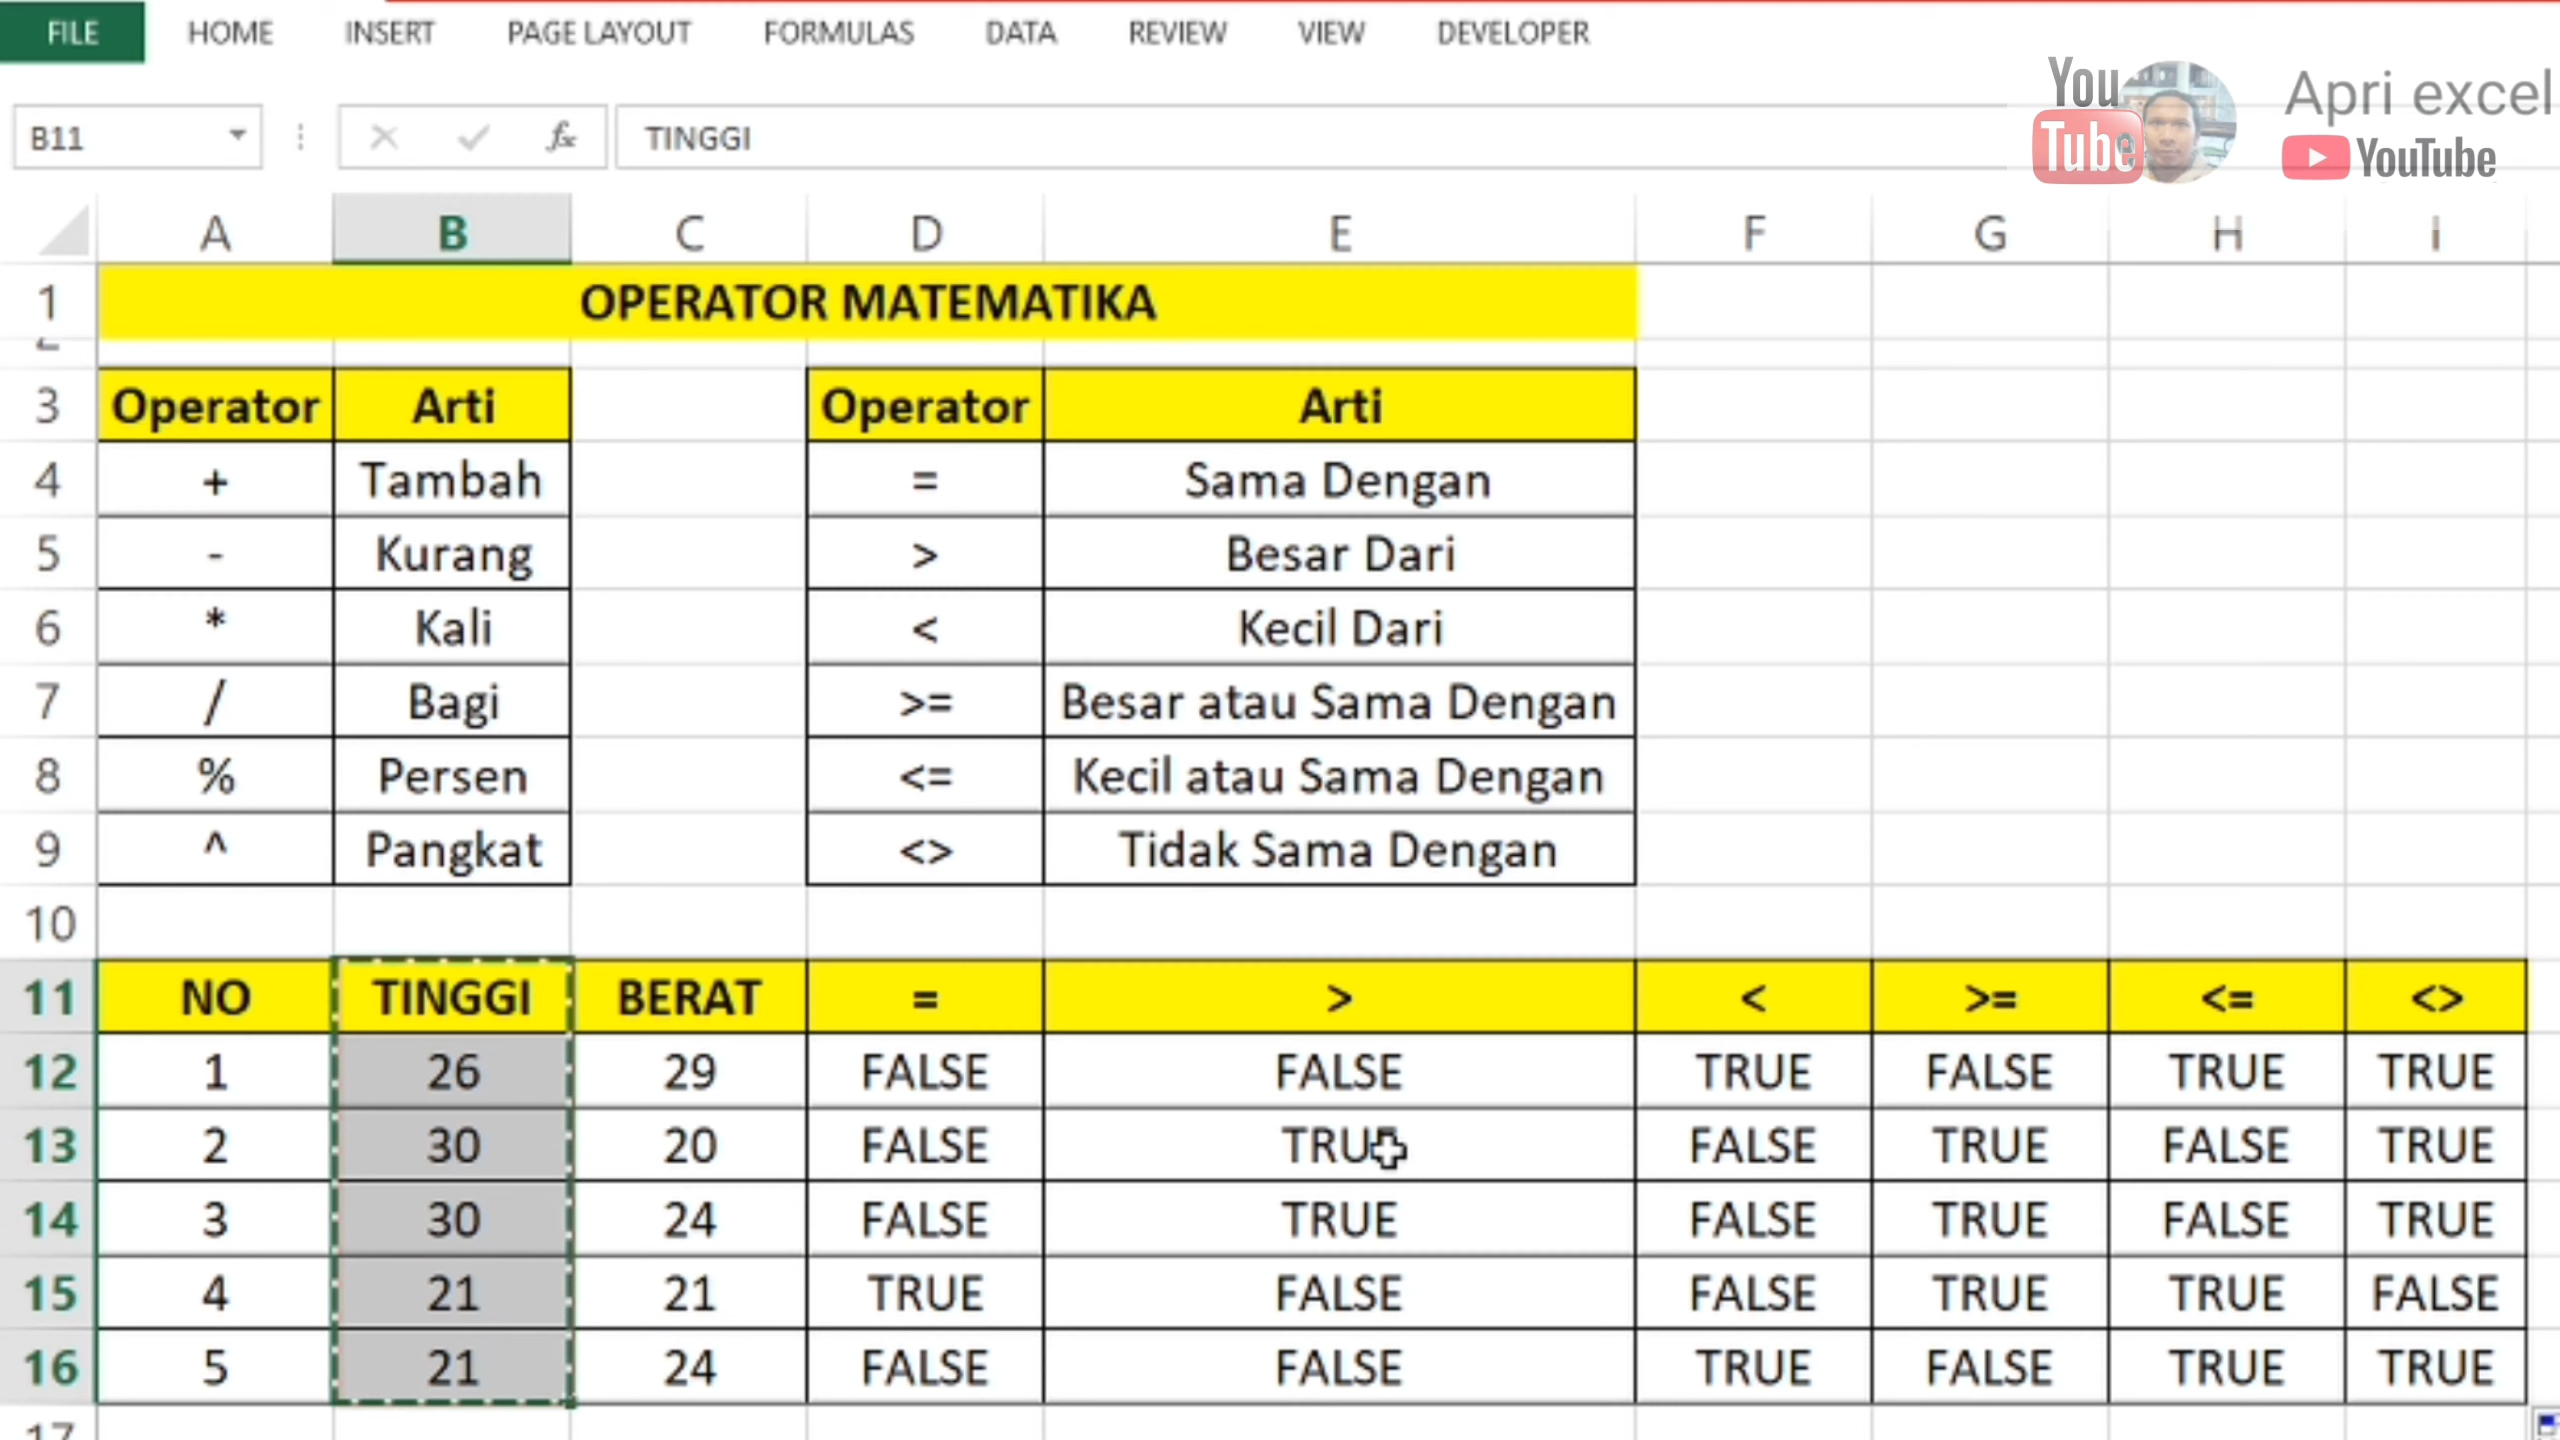 FILE HOME INSERT PAGE LAYOUT FORMULAS DATA REVIEW VIEW DEVELOPER
You Tube
Apri excel
YouTube
B11 fx TINGGI
A B C D E F G H I
1 OPERATOR MATEMATIKA
2
3 Operator Arti Operator Arti
4 + Tambah = Sama Dengan
5 - Kurang > Besar Dari
6 * Kali < Kecil Dari
7 / Bagi >= Besar atau Sama Dengan
8 % Persen <= Kecil atau Sama Dengan
9 ^ Pangkat <> Tidak Sama Dengan
10
11 NO TINGGI BERAT = > < >= <= <>
12 1 26 29 FALSE FALSE TRUE FALSE TRUE TRUE
13 2 30 20 FALSE TRUE FALSE TRUE FALSE TRUE
14 3 30 24 FALSE TRUE FALSE TRUE FALSE TRUE
15 4 21 21 TRUE FALSE FALSE TRUE TRUE FALSE
16 5 21 24 FALSE FALSE TRUE FALSE TRUE TRUE
17